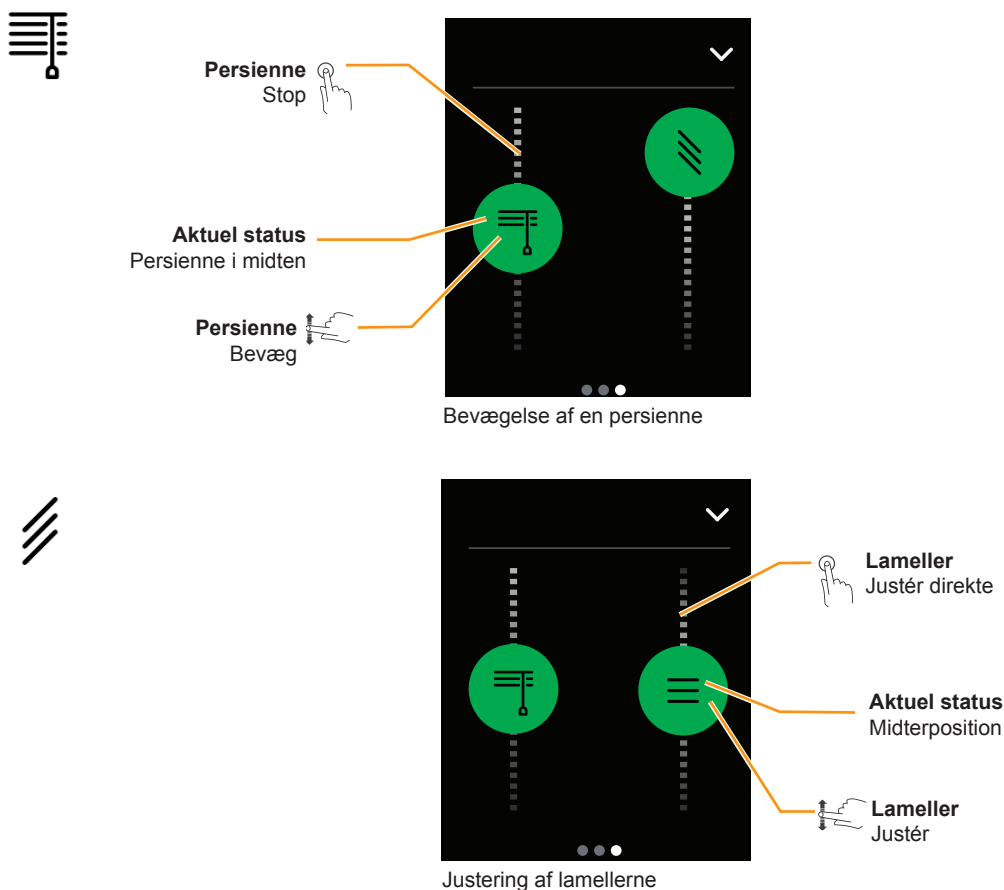 Persienne
Stop
Aktuel status
Persienne i midten
Persienne
Bevæg
Bevægelse af en persienne
Lameller
Justér direkte
Aktuel status
Midterposition
Lameller
Justér
Justering af lamellerne